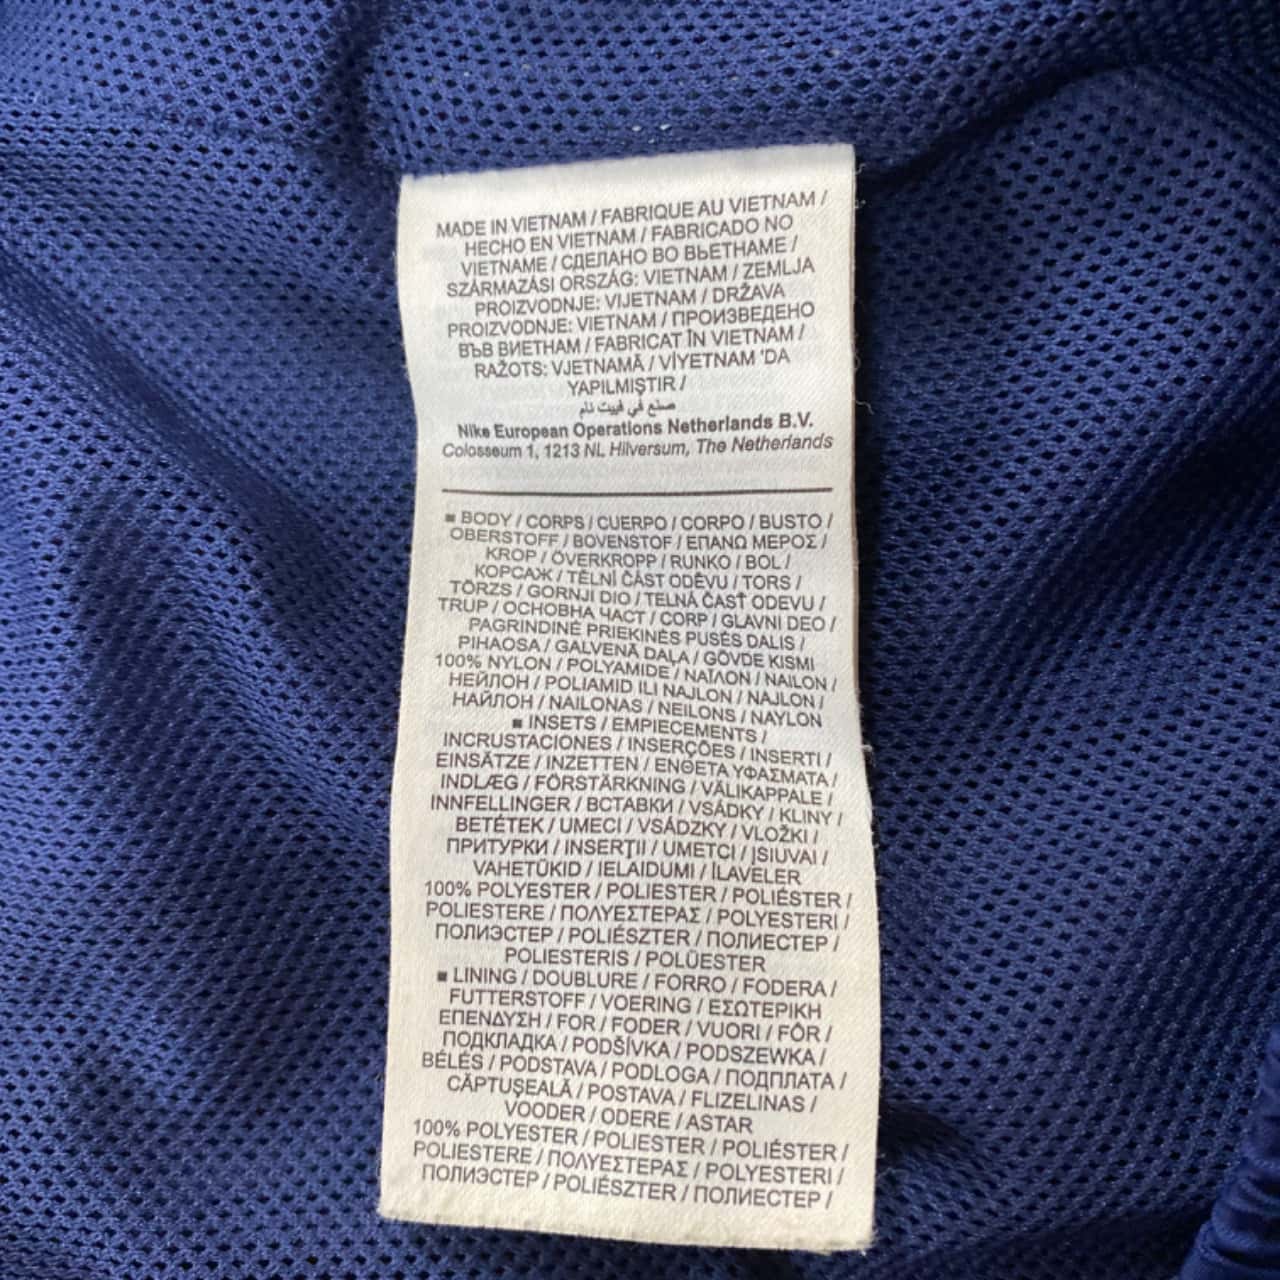 MADE IN VIETNAM / FABRIQUE AU VIETNAM /
HECHO EN VIETNAM / FABRICADO NO
VIETNAME / СДЕЛАНО ВО ВЬЕТНАМЕ /
SZÁRMAZÁSI ORSZÁG: VIETNAM / ZEMLJA
PROIZVODNJE: VIJETNAM / DRŽAVA
PROIZVODNJE: VIETNAM / ПРОИЗВЕДЕНО
ВЪВ ВИЕТНАМ / FABRICAT ÎN VIETNAM /
RAŽOTS: VJETNAMĀ / VİYETNAM 'DA
YAPILMIŞTIR /
صنع في فييت نام
Nike European Operations Netherlands B.V.
Colosseum 1, 1213 NL Hilversum, The Netherlands
■ BODY / CORPS / CUERPO / CORPO / BUSTO /
OBERSTOFF / BOVENSTOF / ΕΠΑΝΩ ΜΕΡΟΣ /
KROP / ÖVERKROPP / RUNKO / BOL /
КОРСАЖ / TĚLNÍ ČÁST ODĚVU / TORS /
TÖRZS / GORNJI DIO / TELNÁ ČASŤ ODEVU /
TRUP / ОСНОВНА ЧАСТ / CORP / GLAVNI DEO /
PAGRINDINĖ PRIEKINĖS PUSĖS DALIS /
PIHAOSA / GALVENĀ DAĻA / GÖVDE KISMI
100% NYLON / POLYAMIDE / ΝΑΪΛΟΝ / NAILON /
НЕЙЛОН / POLIAMID ILI NAJLON / NAJLON /
НАЙЛОН / NAILONAS / NEILONS / NAYLON
■ INSETS / EMPIECEMENTS /
INCRUSTACIONES / INSERÇÕES / INSERTI /
EINSÄTZE / INZETTEN / ΕΝΘΕΤΑ ΥΦΑΣΜΑΤΑ /
INDLÆG / FÖRSTÄRKNING / VÄLIKAPPALE /
INNFELLINGER / ВСТАВКИ / VSÁDKY / KLINY /
BETÉTEK / UMECI / VSÁDZKY / VLOŽKI /
ПРИТУРКИ / INSERŢII / UMETCI / ĮSIUVAI /
VAHETÜKID / IELAIDUMI / İLAVELER
100% POLYESTER / POLIESTER / POLIÉSTER /
POLIESTERE / ΠΟΛΥΕΣΤΕΡΑΣ / POLYESTERI /
ПОЛИЭСТЕР / POLIÉSZTER / ПОЛИЕСТЕР /
POLIESTERIS / POLÜESTER
■ LINING / DOUBLURE / FORRO / FODERA /
FUTTERSTOFF / VOERING / ΕΣΩΤΕΡΙΚΗ
ΕΠΕΝΔΥΣΗ / FOR / FODER / VUORI / FÔR /
ПОДКЛАДКА / PODŠÍVKA / PODSZEWKA /
BÉLÉS / PODSTAVA / PODLOGA / ПОДПЛАТА /
CĂPTUŞEALĂ / POSTAVA / FLIZELINAS /
VOODER / ODERE / ASTAR
100% POLYESTER / POLIESTER / POLIÉSTER /
POLIESTERE / ΠΟΛΥΕΣΤΕΡΑΣ / POLYESTERI /
ПОЛИЭСТЕР / POLIÉSZTER / ПОЛИЕСТЕР /